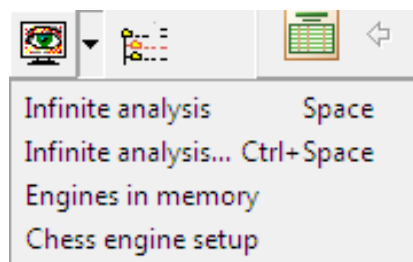 Infinite analysis Space
Infinite analysis... Ctrl+Space
Engines in memory
Chess engine setup